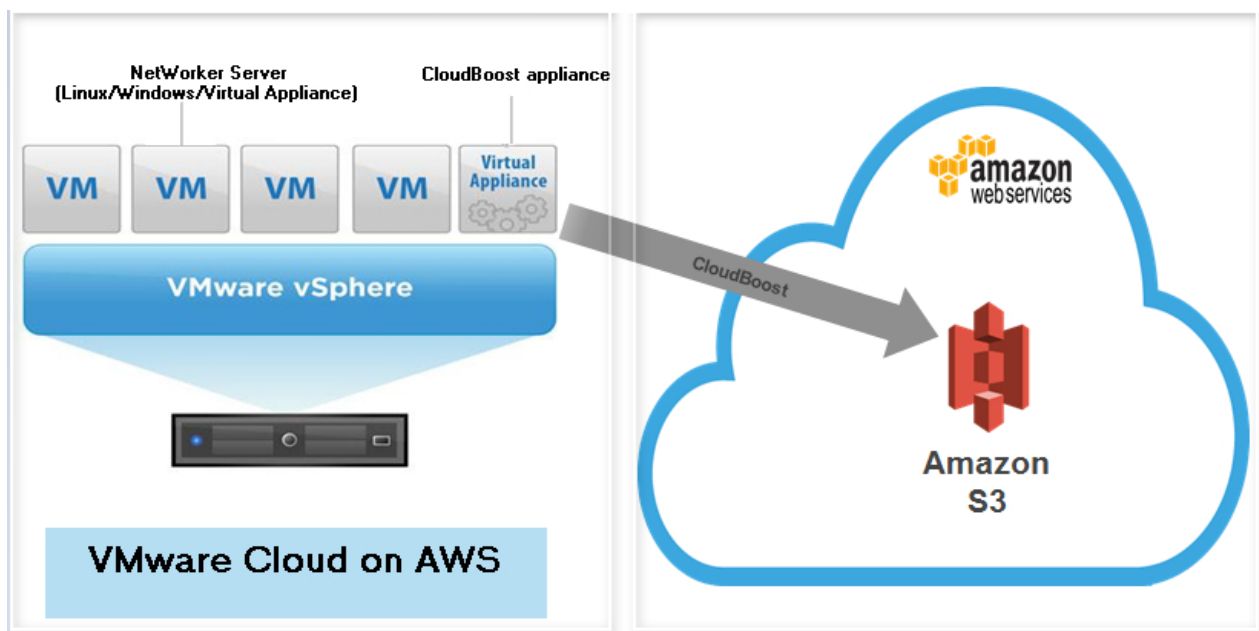 NetWorker Server
(Linux/Windows/Virtual Appliance)
CloudBoost appliance
VM
VM
VM
VM
Virtual
Appliance
VMware vSphere
VMware Cloud on AWS
CloudBoost
amazon
webservices
Amazon
S3